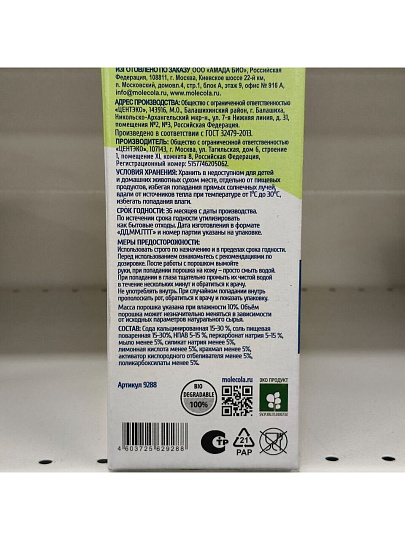 ИЗГОТОВЛЕНО ПО ЗАКАЗУ ООО «АМАДА БИО», Российская
Федерация, 108811, г. Москва, Киевское шоссе 22-й км,
п. Московский, домовлад.4, стр.1, блок А, этаж 9, офис № 910 А
info@molecola.ru, www.molecola.ru
АДРЕС ПРОИЗВОДСТВА: Общество с ограниченной ответственностью
«ЦЕНТЭКО», 143916, М.О., Балашихинский район, г. Балашиха,
Никольско-Архангельский мкр-н., ул. 7-я Нижняя линия, д. 31,
помещения №2, №3, Российская Федерация.
Произведено в соответствии с ГОСТ 32479-2013.
ПРОИЗВОДИТЕЛЬ: Общество с ограниченной ответственностью
«ЦЕНТЭКО», 107143, г. Москва, ул. Тагильская, дом 6, строение
1, помещение XI, комната 8, Российская Федерация,
Регистрационный номер: 5157746205062.
УСЛОВИЯ ХРАНЕНИЯ: Хранить в недоступном для детей
и домашних животных сухом месте, отдельно от пищевых
продуктов, избегая попадания прямых солнечных лучей,
вдали от источников тепла при температуре от 1°C до 30°C,
избегать попадания влаги.
СРОК ГОДНОСТИ: 36 месяцев с даты производства.
По истечении срока годности утилизировать
как бытовые отходы. Дата изготовления в формате
«ДД.ММ.ГГГГ» и номер партии указаны на упаковке.
МЕРЫ ПРЕДОСТОРОЖНОСТИ:
Использовать строго по назначению и в пределах срока годности.
Перед использованием ознакомьтесь с рекомендациями по
дозировке. После работы с порошком вымойте
руки, при попадании порошка на кожу – просто смыть водой.
При попадании в глаза тщательно промыть их чистой водой
в течение нескольких минут и обратиться к врачу.
Не употреблять внутрь. При случайном попадании внутрь
прополоскать рот, обратиться к врачу и показать упаковку.
Масса порошка указана при влажности 10%. Объём
порошка может незначительно меняться в зависимости
от исходных параметров натурального сырья.
СОСТАВ: Сода кальцинированная 15-30 %, соль пищевая
поваренная 15-30%, НПАВ 5-15 %, перкарбонат натрия 5-15 %,
мыло менее 5%, силикат натрия менее 5%,
лимонная кислота менее 5%, крахмал менее 5%,
активатор кислородного отбеливателя менее 5%,
поликарбоксилаты менее 5%
Артикул 9288
BIO
DEGRADABLE
100%
molecola.ru
ЭКО ПРОДУКТ
4 603725 629288
СТР
21
PAP